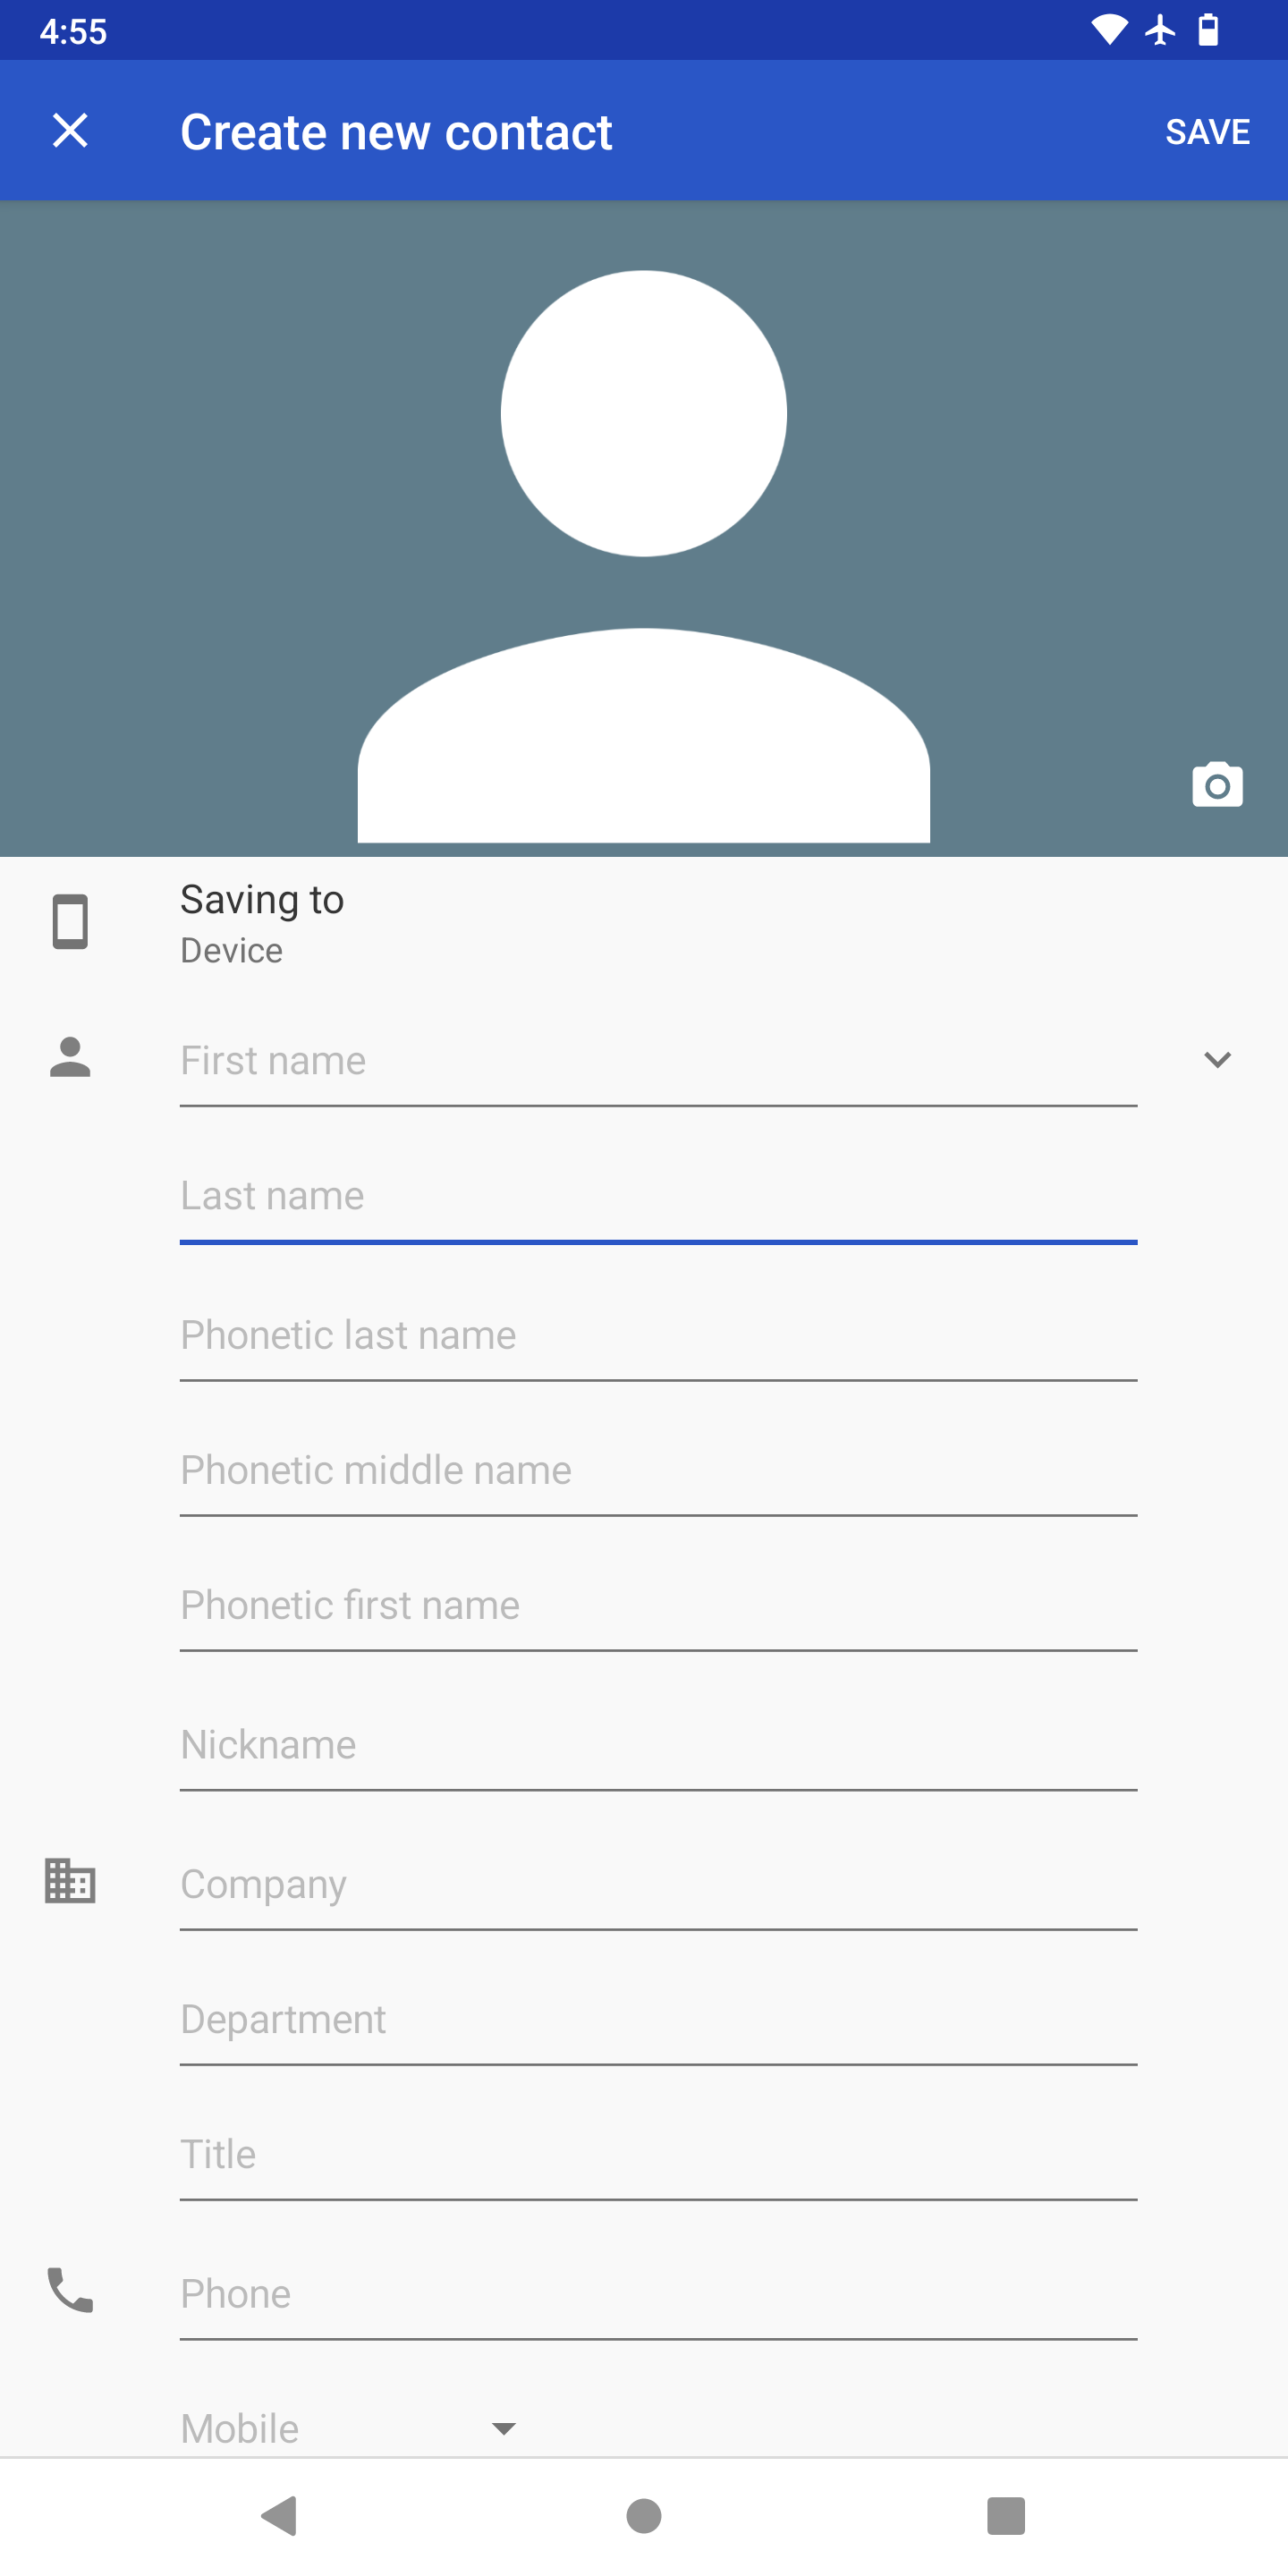 4:55
Create new contact
SAVE
Saving to
Device
First name
Last name
Phonetic last name
Phonetic middle name
Phonetic first name
Nickname
Company
Department
Title
Phone
Mobile